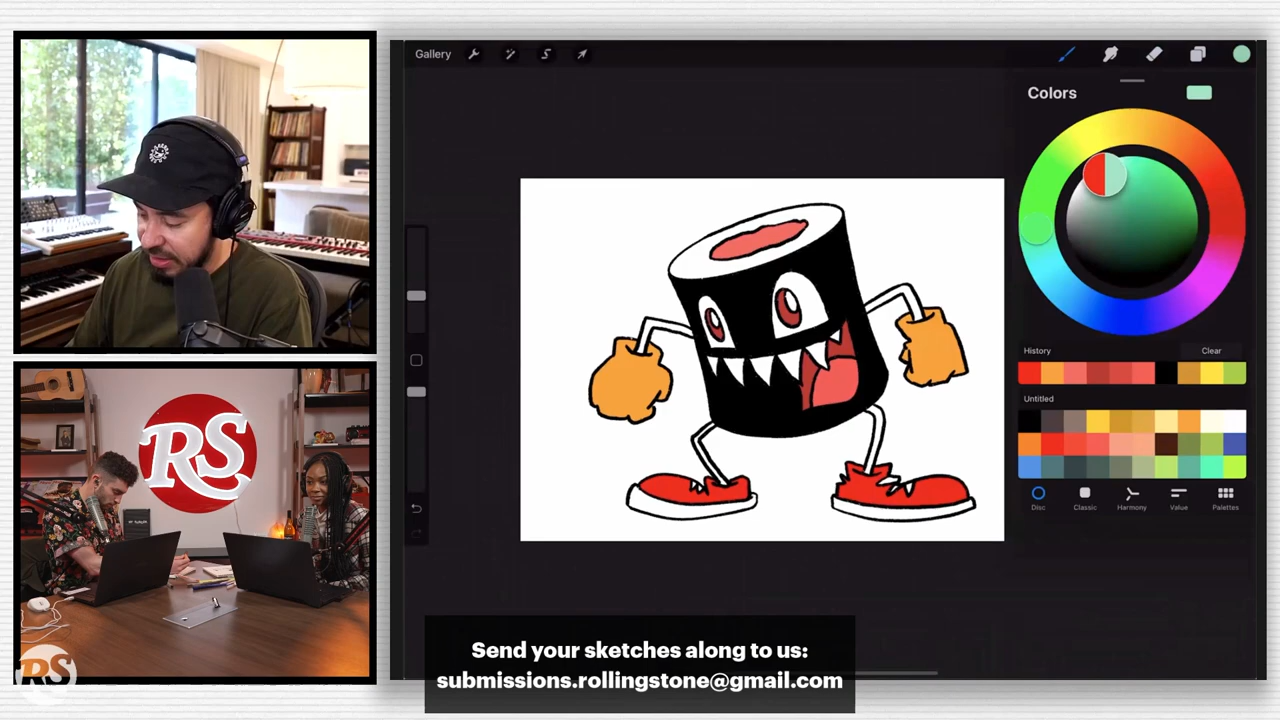 Gallery
Colors
History
Clear
Untitled
Disc
Classic
Harmony
Value
Palettes
RS
RS
Send your sketches along to us:
submissions.rollingstone@gmail.com